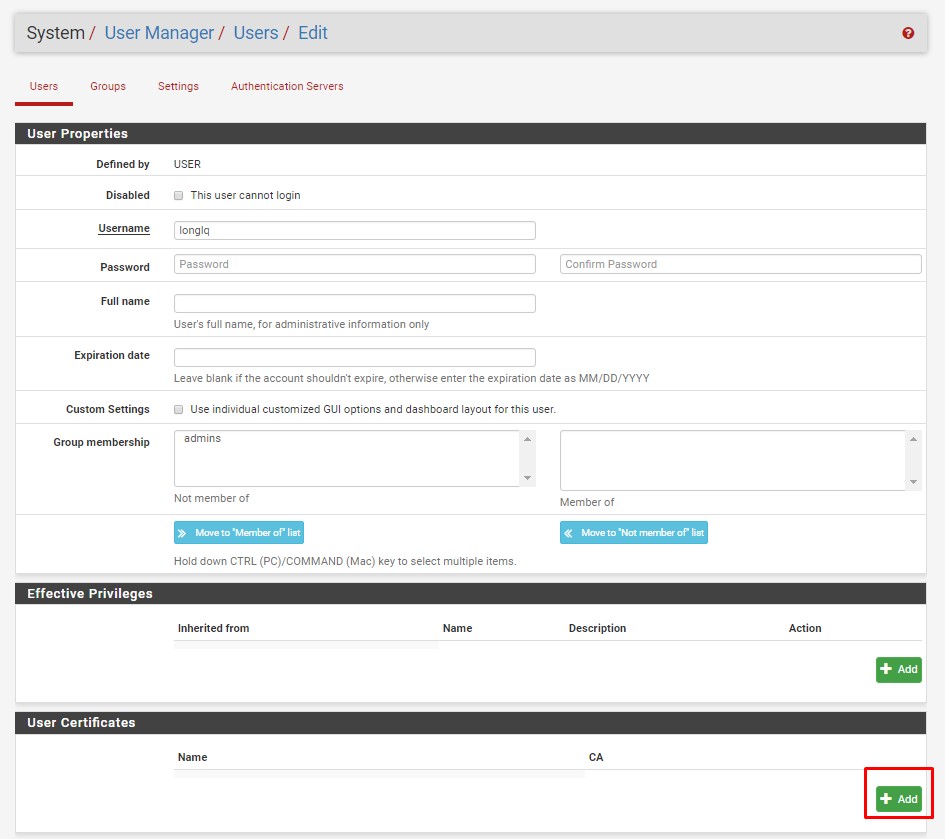 System / User Manager / Users / Edit
Users Groups Settings Authentication Servers
User Properties
Defined by USER
Disabled This user cannot login
Username longlq
Password Password Confirm Password
Full name
User's full name, for administrative information only
Expiration date
Leave blank if the account shouldn't expire, otherwise enter the expiration date as MM/DD/YYYY
Custom Settings Use individual customized GUI options and dashboard layout for this user.
Group membership admins
Not member of Member of
Move to "Member of" list Move to "Not member of" list
Hold down CTRL (PC)/COMMAND (Mac) key to select multiple items.
Effective Privileges
Inherited from Name Description Action
Add
User Certificates
Name CA
Add